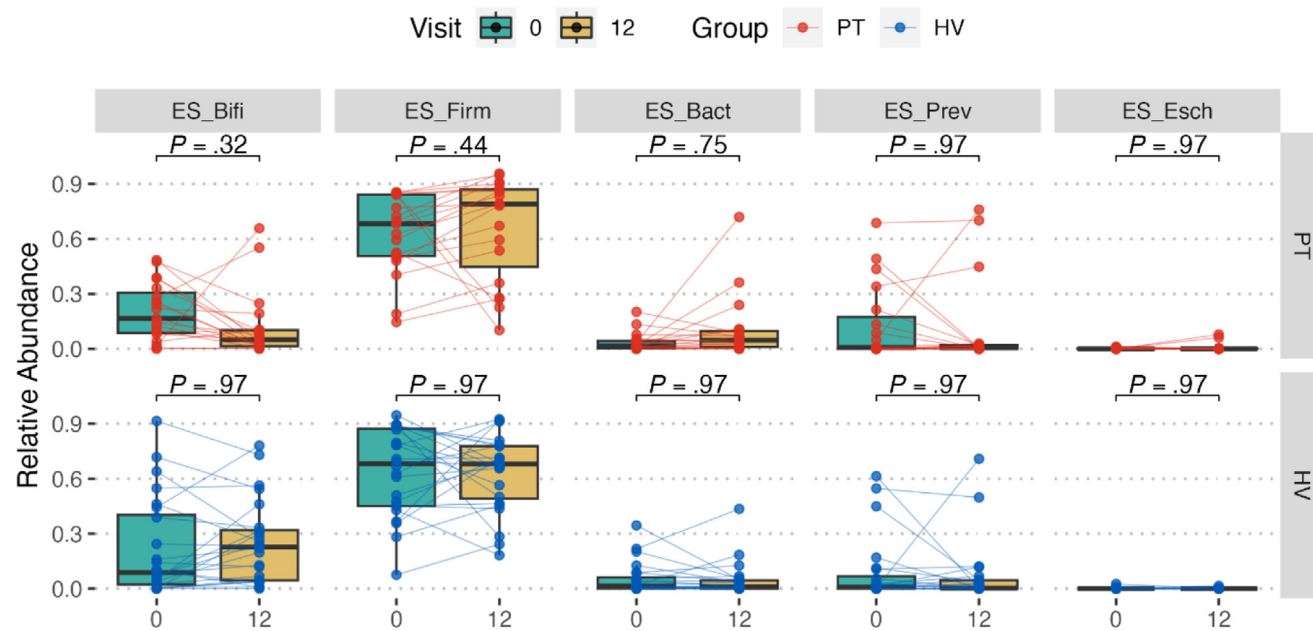 Visit 0 12 Group PT HV
ES_Bifi ES_Firm ES_Bact ES_Prev ES_Esch
P = .32 P = .44 P = .75 P = .97 P = .97
0.9
0.6
0.3
0.0
PT
Relative Abundance
P = .97 P = .97 P = .97 P = .97 P = .97
0.9
0.6
0.3
0.0
HV
0 12 0 12 0 12 0 12 0 12